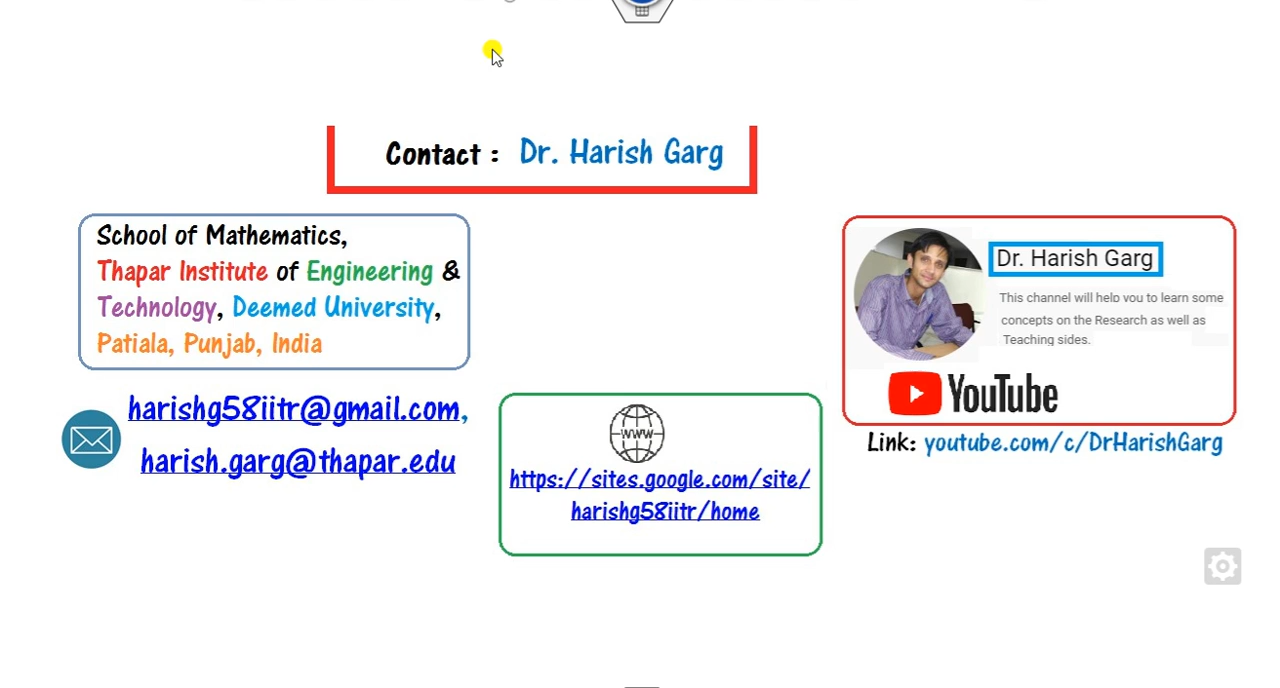 Contact : Dr. Harish Garg
School of Mathematics,
Thapar Institute of Engineering &
Technology, Deemed University,
Patiala, Punjab, India
harishg58iitr@gmail.com,
harish.garg@thapar.edu
www
https://sites.google.com/site/
harishg58iitr/home
Dr. Harish Garg
This channel will help you to learn some
concepts on the Research as well as
Teaching sides.
YouTube
Link: youtube.com/c/DrHarishGarg